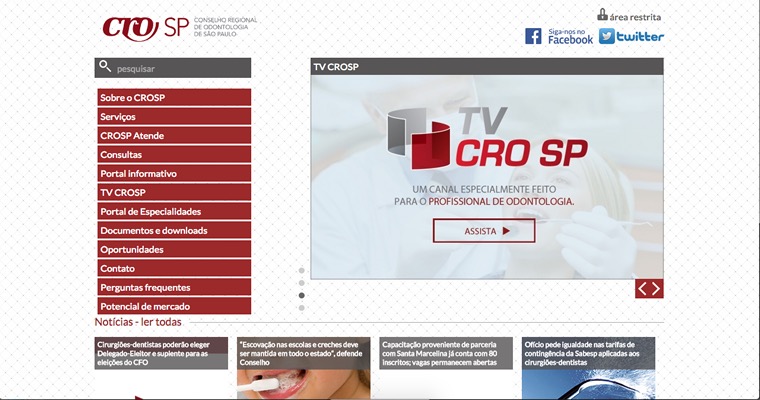 cro SP
CONSELHO REGIONAL
DE ODONTOLOGIA
DE SÃO PAULO
área restrita
Siga-nos no
Facebook
twitter
pesquisar
Sobre o CROSP
Serviços
CROSP Atende
Consultas
Portal informativo
TV CROSP
Portal de Especialidades
Documentos e downloads
Oportunidades
Contato
Perguntas frequentes
Potencial de mercado
TV CROSP
TV
CRO SP
UM CANAL ESPECIALMENTE FEITO
PARA O PROFISSIONAL DE ODONTOLOGIA.
ASSISTA
Notícias - ler todas
Cirurgiões-dentistas poderão eleger
Delegado-Eleitor e suplente para as
eleições do CFO
"Escovação nas escolas e creches deve
ser mantida em todo o estado", defende
Conselho
Capacitação proveniente de parceria
com Santa Marcelina já conta com 80
inscritos; vagas permanecem abertas
Ofício pede igualdade nas tarifas de
contingência da Sabesp aplicadas aos
cirurgiões-dentistas